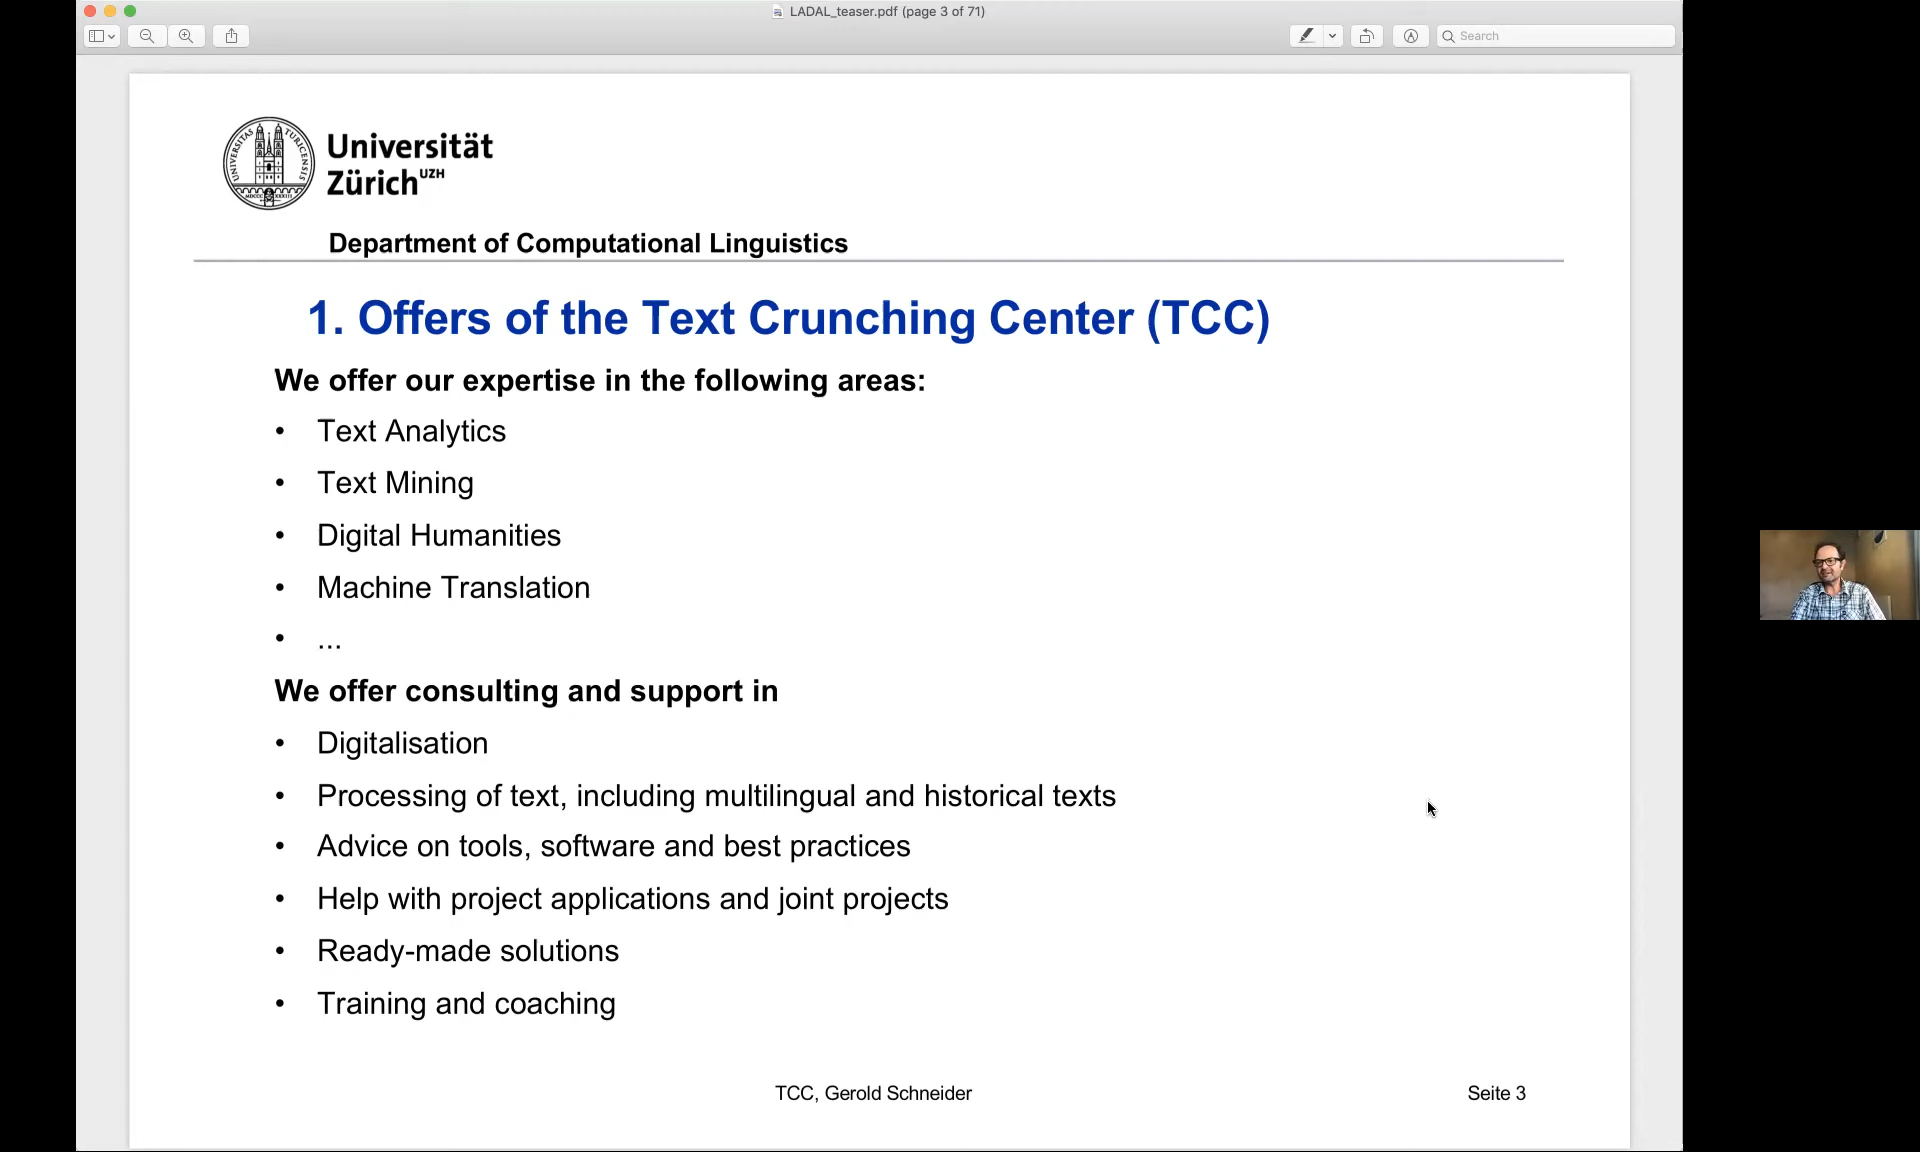 LADAL_teaser.pdf (page 3 of 71)
Search
UNIVERSITAS TURICENSIS
MDCCC XXXIII
Universität
Zürich UZH
Department of Computational Linguistics
1. Offers of the Text Crunching Center (TCC)
We offer our expertise in the following areas:
• Text Analytics
• Text Mining
• Digital Humanities
• Machine Translation
• ...
We offer consulting and support in
• Digitalisation
• Processing of text, including multilingual and historical texts
• Advice on tools, software and best practices
• Help with project applications and joint projects
• Ready-made solutions
• Training and coaching
TCC, Gerold Schneider
Seite 3